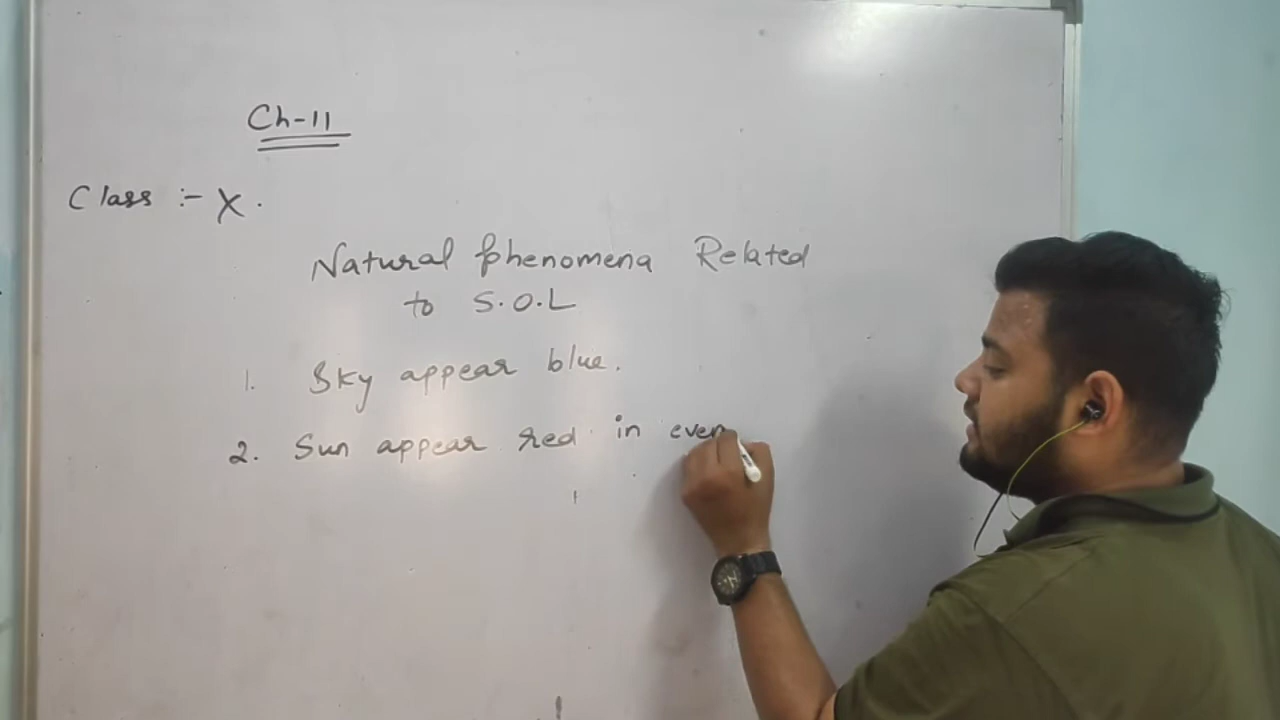 Ch-11
Class :- X.
Natural phenomena Related
to S.O.L
1. Sky appear blue.
2. Sun appear red in even